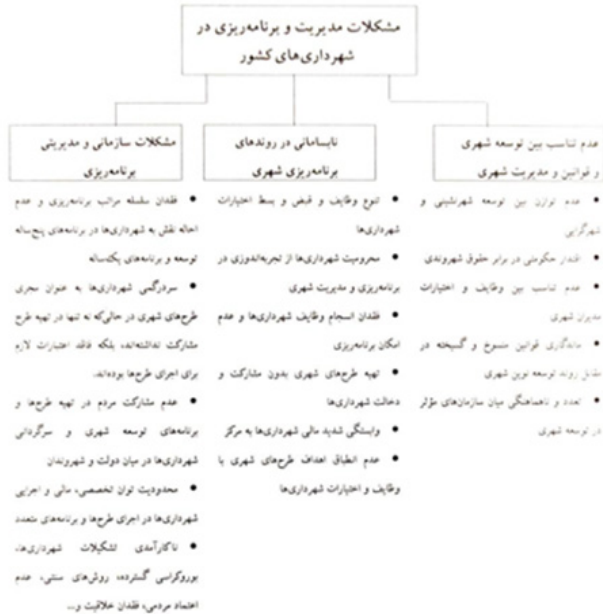 مشکلات مدیریت و برنامه‌ریزی در
شهرداری‌های کشور
عدم تناسب بین توسعه شهری
و قوانین و مدیریت شهری
● عدم توازن بین توسعه شهرنشینی و
شهرگرایی
● اقتدار حکومتی در برابر حقوق شهروندی
● عدم تناسب بین وظایف و اختیارات
مدیران شهری
● ماندگاری قوانین منسوخ و گسیخته در
مقابل روند توسعه نوین شهری
● تعدد و ناهماهنگی میان سازمان‌های مؤثر
در توسعه شهری
نابسامانی در روندهای
برنامه‌ریزی شهری
● تنوع وظایف و قبض و بسط اختیارات
شهرداری‌ها
● محرومیت شهرداری‌ها از تجربه‌اندوزی در
برنامه‌ریزی و مدیریت شهری
● فقدان انسجام وظایف شهرداری‌ها و عدم
امکان برنامه‌ریزی
● تهیه طرح‌های شهری بدون مشارکت و
دخالت شهرداری‌ها
● وابستگی شدید مالی شهرداری‌ها به مرکز
● عدم انطباق اهداف طرح‌های شهری با
وظایف و اختیارات شهرداری‌ها
مشکلات سازمانی و مدیریتی
برنامه‌ریزی
● فقدان سلسله مراتب برنامه‌ریزی و عدم
احاله نقش به شهرداری‌ها در برنامه‌های پنج‌ساله
توسعه و برنامه‌های یکساله
● سردرگمی شهرداری‌ها به عنوان مجری
طرح‌های شهری در حالی‌که نه تنها در تهیه طرح
مشارکت نداشته‌اند، بلکه فاقد اعتبارات لازم
برای اجرای طرح‌ها بوده‌اند.
● عدم مشارکت مردم در تهیه طرح‌ها و
برنامه‌های توسعه شهری و سرگردانی
شهرداری‌ها در میان دولت و شهروندان
● محدودیت توان تخصصی، مالی و اجرایی
شهرداری‌ها در اجرای طرح‌ها و برنامه‌های متعدد
● ناکارآمدی تشکیلات شهرداری‌ها،
بوروکراسی گسترده، روش‌های سنتی، عدم
اعتماد مردمی، فقدان خلاقیت و...